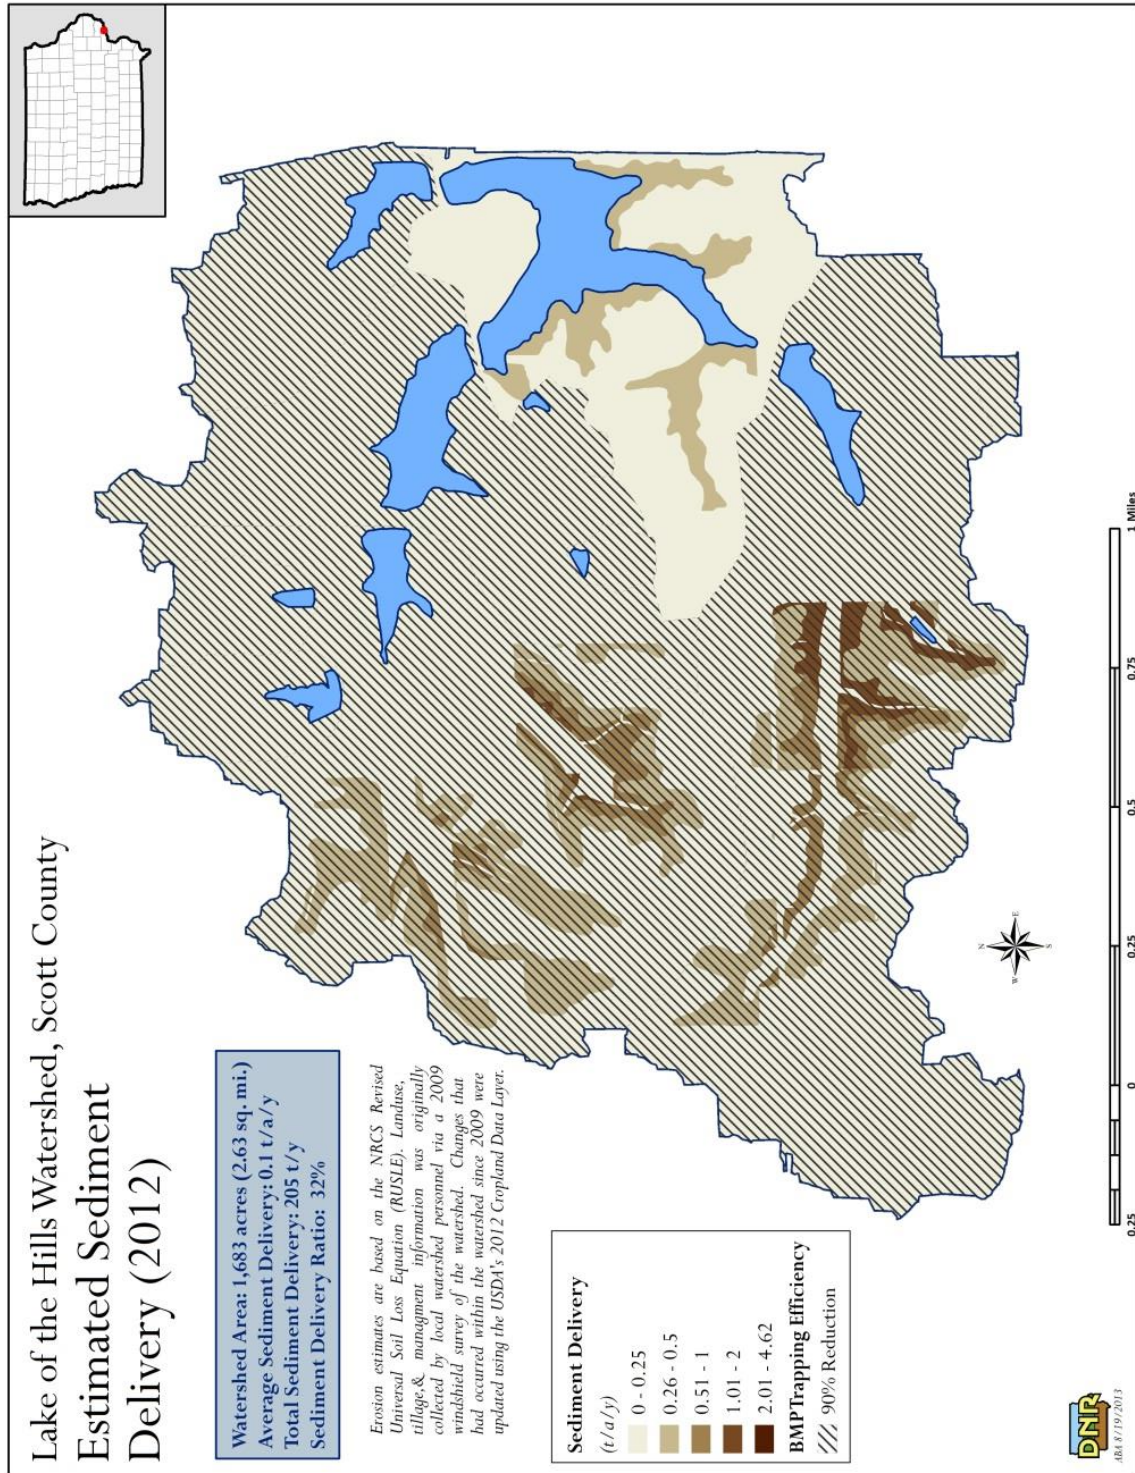 Lake of the Hills Watershed, Scott County
Estimated Sediment
Delivery (2012)
Watershed Area: 1,683 acres (2.63 sq. mi.)
Average Sediment Delivery: 0.1 t/a/y
Total Sediment Delivery: 205 t/y
Sediment Delivery Ratio: 32%
Erosion estimates are based on the NRCS Revised
Universal Soil Loss Equation (RUSLE). Landuse,
tillage,& managment information was originally
collected by local watershed personnel via a 2009
windshield survey of the watershed. Changes that
had occurred within the watershed since 2009 were
updated using the USDA's 2012 Cropland Data Layer.
Sediment Delivery
(t/a/y)
0 - 0.25
0.26 - 0.5
0.51 - 1
1.01 - 2
2.01 - 4.62
BMPTrapping Efficiency
90% Reduction
N
W
E
S
0.25
0
0.25
0.5
0.75
1 Miles
DNR
ABA 8/19/2013